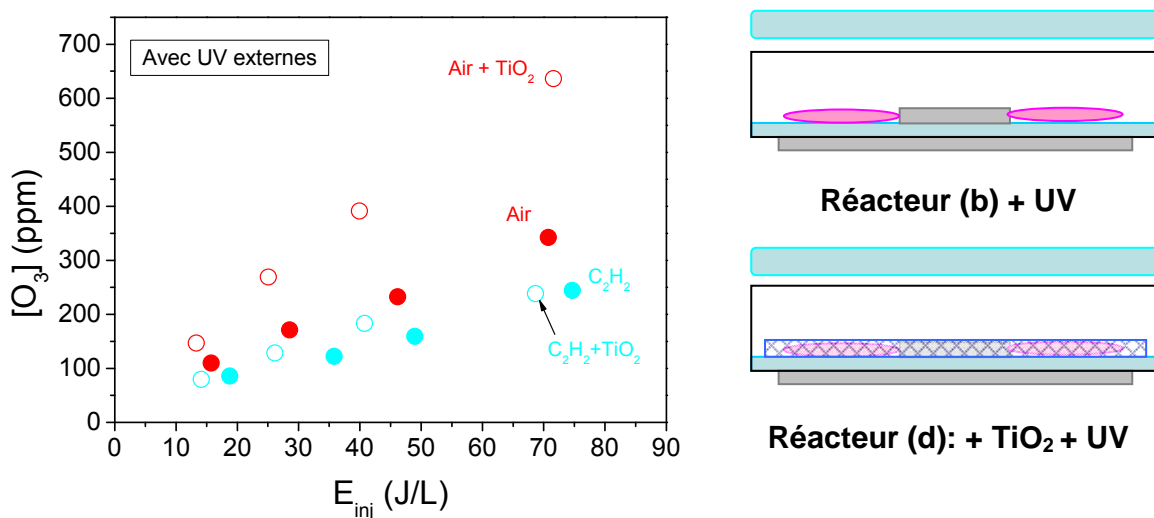 Avec UV externes
Air + TiO₂
Air
C₂H₂
C₂H₂+TiO₂
[O₃] (ppm)
700
600
500
400
300
200
100
0
0 10 20 30 40 50 60 70 80 90
E_inj (J/L)
Réacteur (b) + UV
Réacteur (d): + TiO₂ + UV